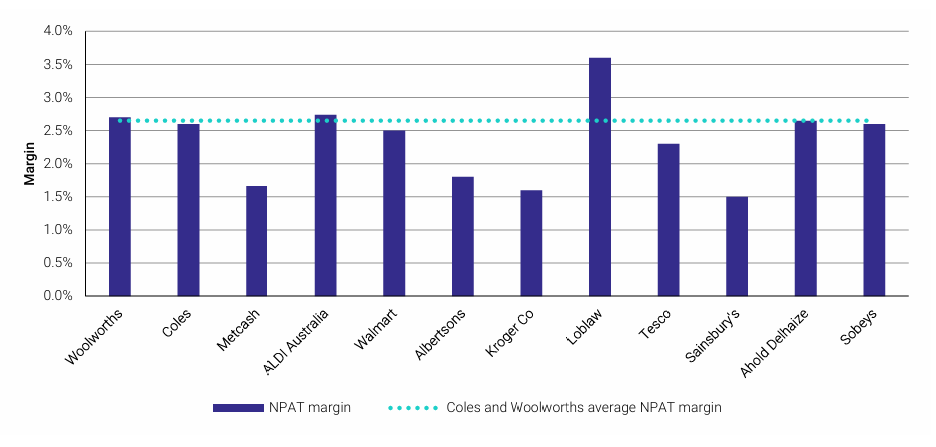 4.0%
3.5%
3.0%
2.5%
2.0%
1.5%
1.0%
0.5%
0.0%
Margin
Woolworths
Coles
Metcash
ALDI Australia
Walmart
Albertsons
Kroger Co
Loblaw
Tesco
Sainsbury's
Ahold Delhaize
Sobeys
NPAT margin
Coles and Woolworths average NPAT margin